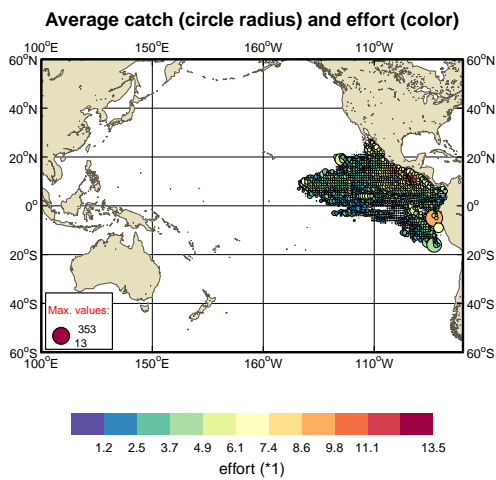 Average catch (circle radius) and effort (color)
100°E 150°E 160°W 110°W
60°N 60°N
40°N 40°N
20°N 20°N
0° 0°
20°S 20°S
40°S 40°S
Max. values:
353
13
60°S 60°S
100°E 150°E 160°W 110°W
1.2 2.5 3.7 4.9 6.1 7.4 8.6 9.8 11.1 13.5
effort (*1)